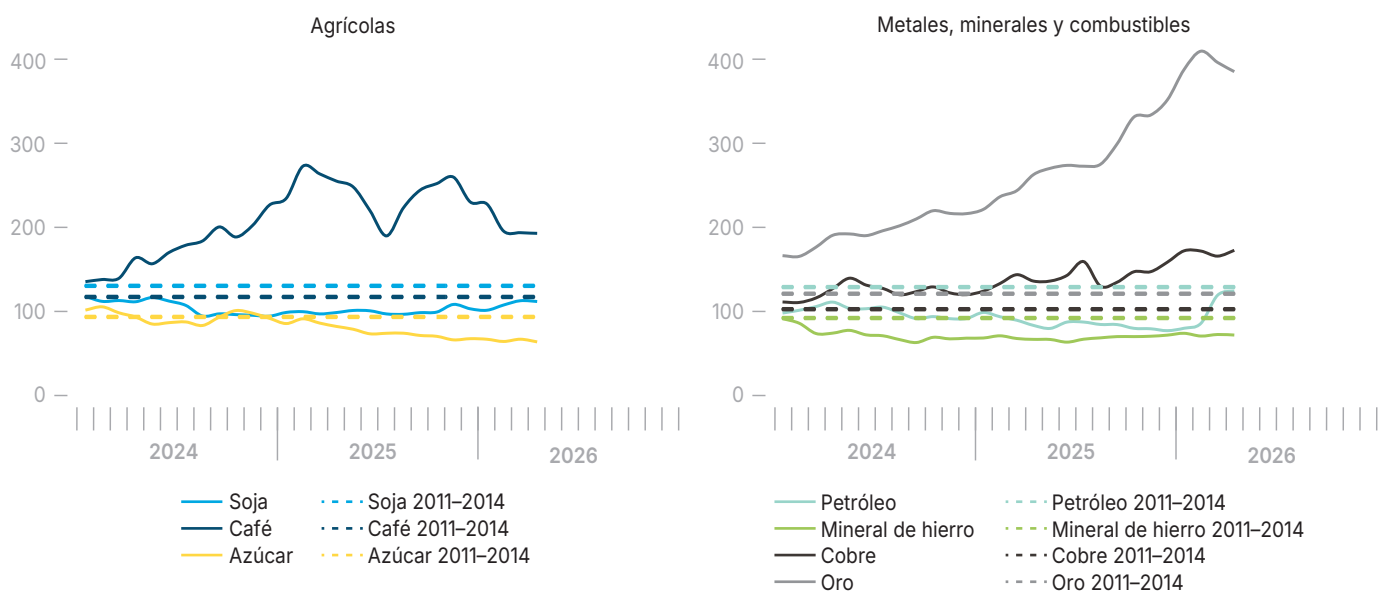 Agrícolas
400
300
200
100
0
2024
2025
2026
Soja
Soja 2011–2014
Café
Café 2011–2014
Azúcar
Azúcar 2011–2014
Metales, minerales y combustibles
400
300
200
100
0
2024
2025
2026
Petróleo
Petróleo 2011–2014
Mineral de hierro
Mineral de hierro 2011–2014
Cobre
Cobre 2011–2014
Oro
Oro 2011–2014